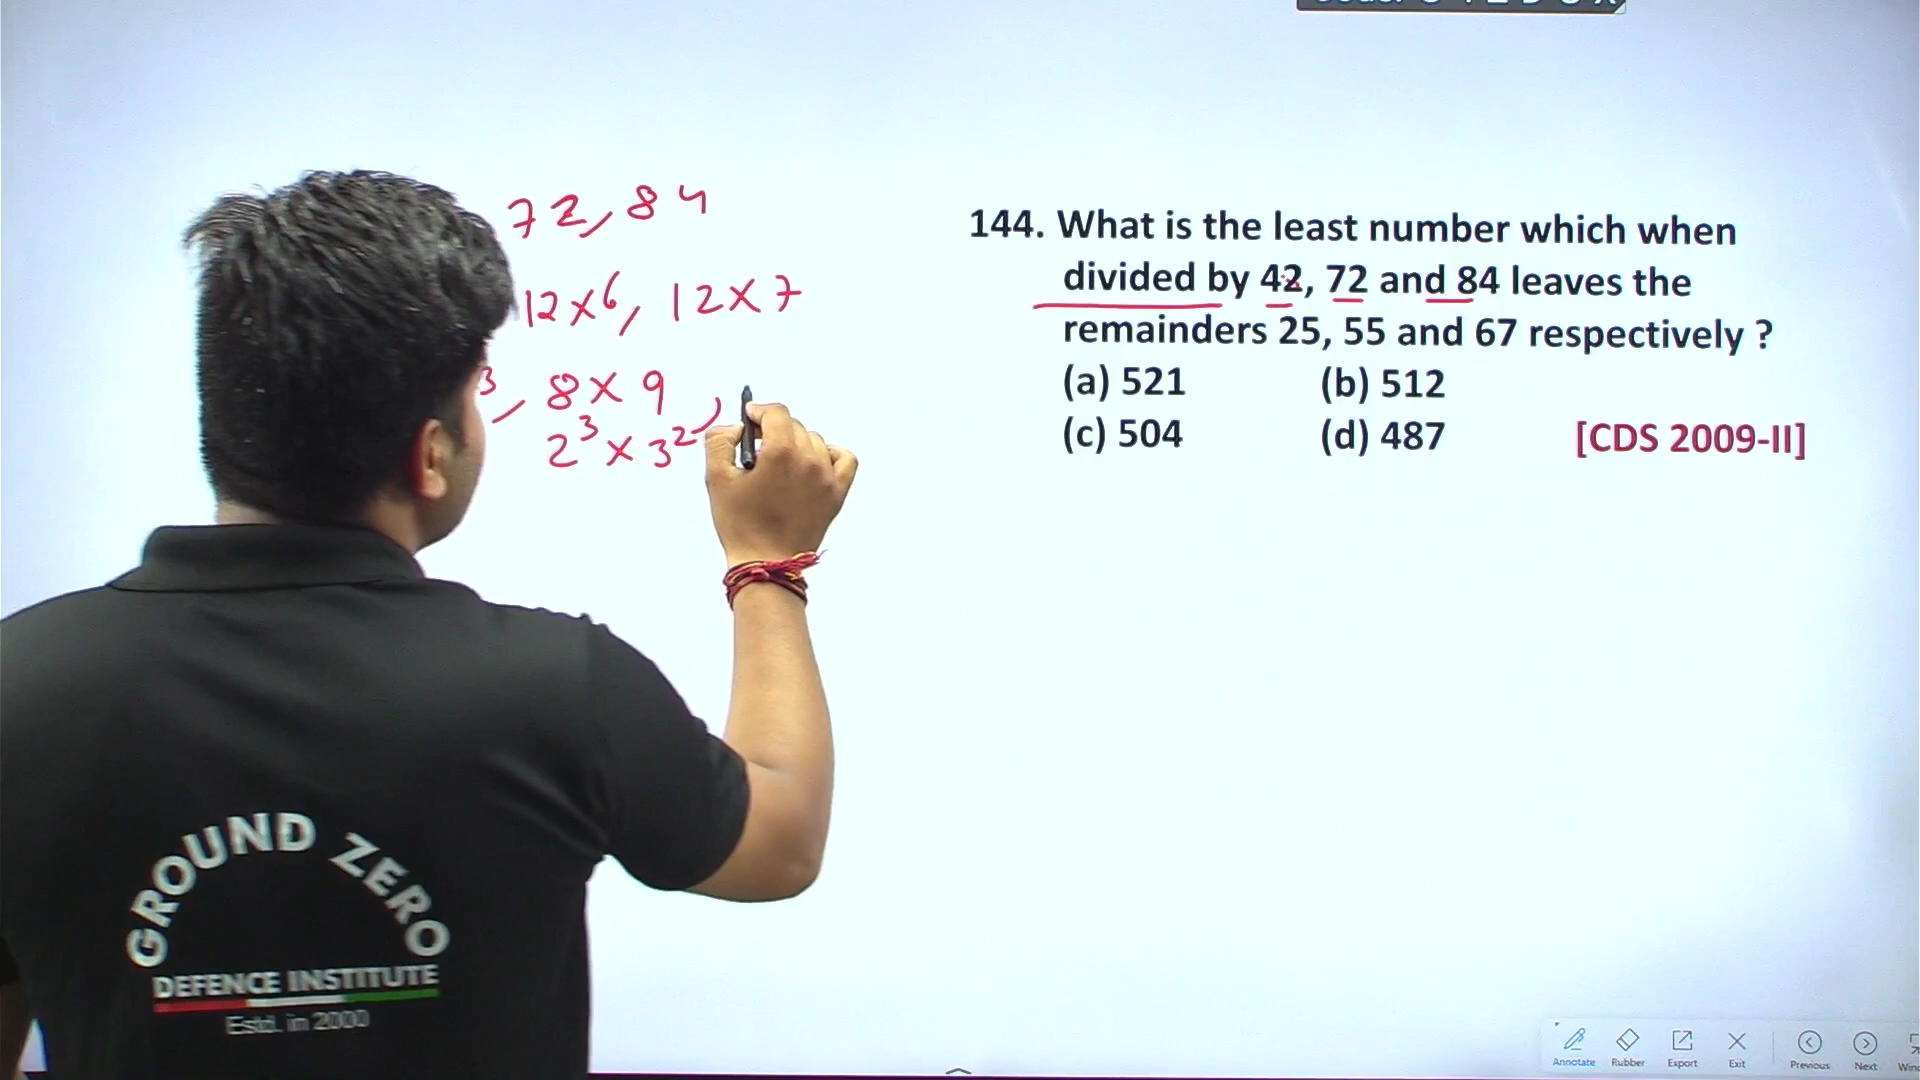 72, 84
12×6, 12×7
3, 8×9
2³×3²,
144. What is the least number which when
divided by 42, 72 and 84 leaves the
remainders 25, 55 and 67 respectively ?
(a) 521 (b) 512
(c) 504 (d) 487 [CDS 2009-II]
GROUND ZERO
DEFENCE INSTITUTE
Estd. in 2000
Annotate Rubber Export Exit Previous Next